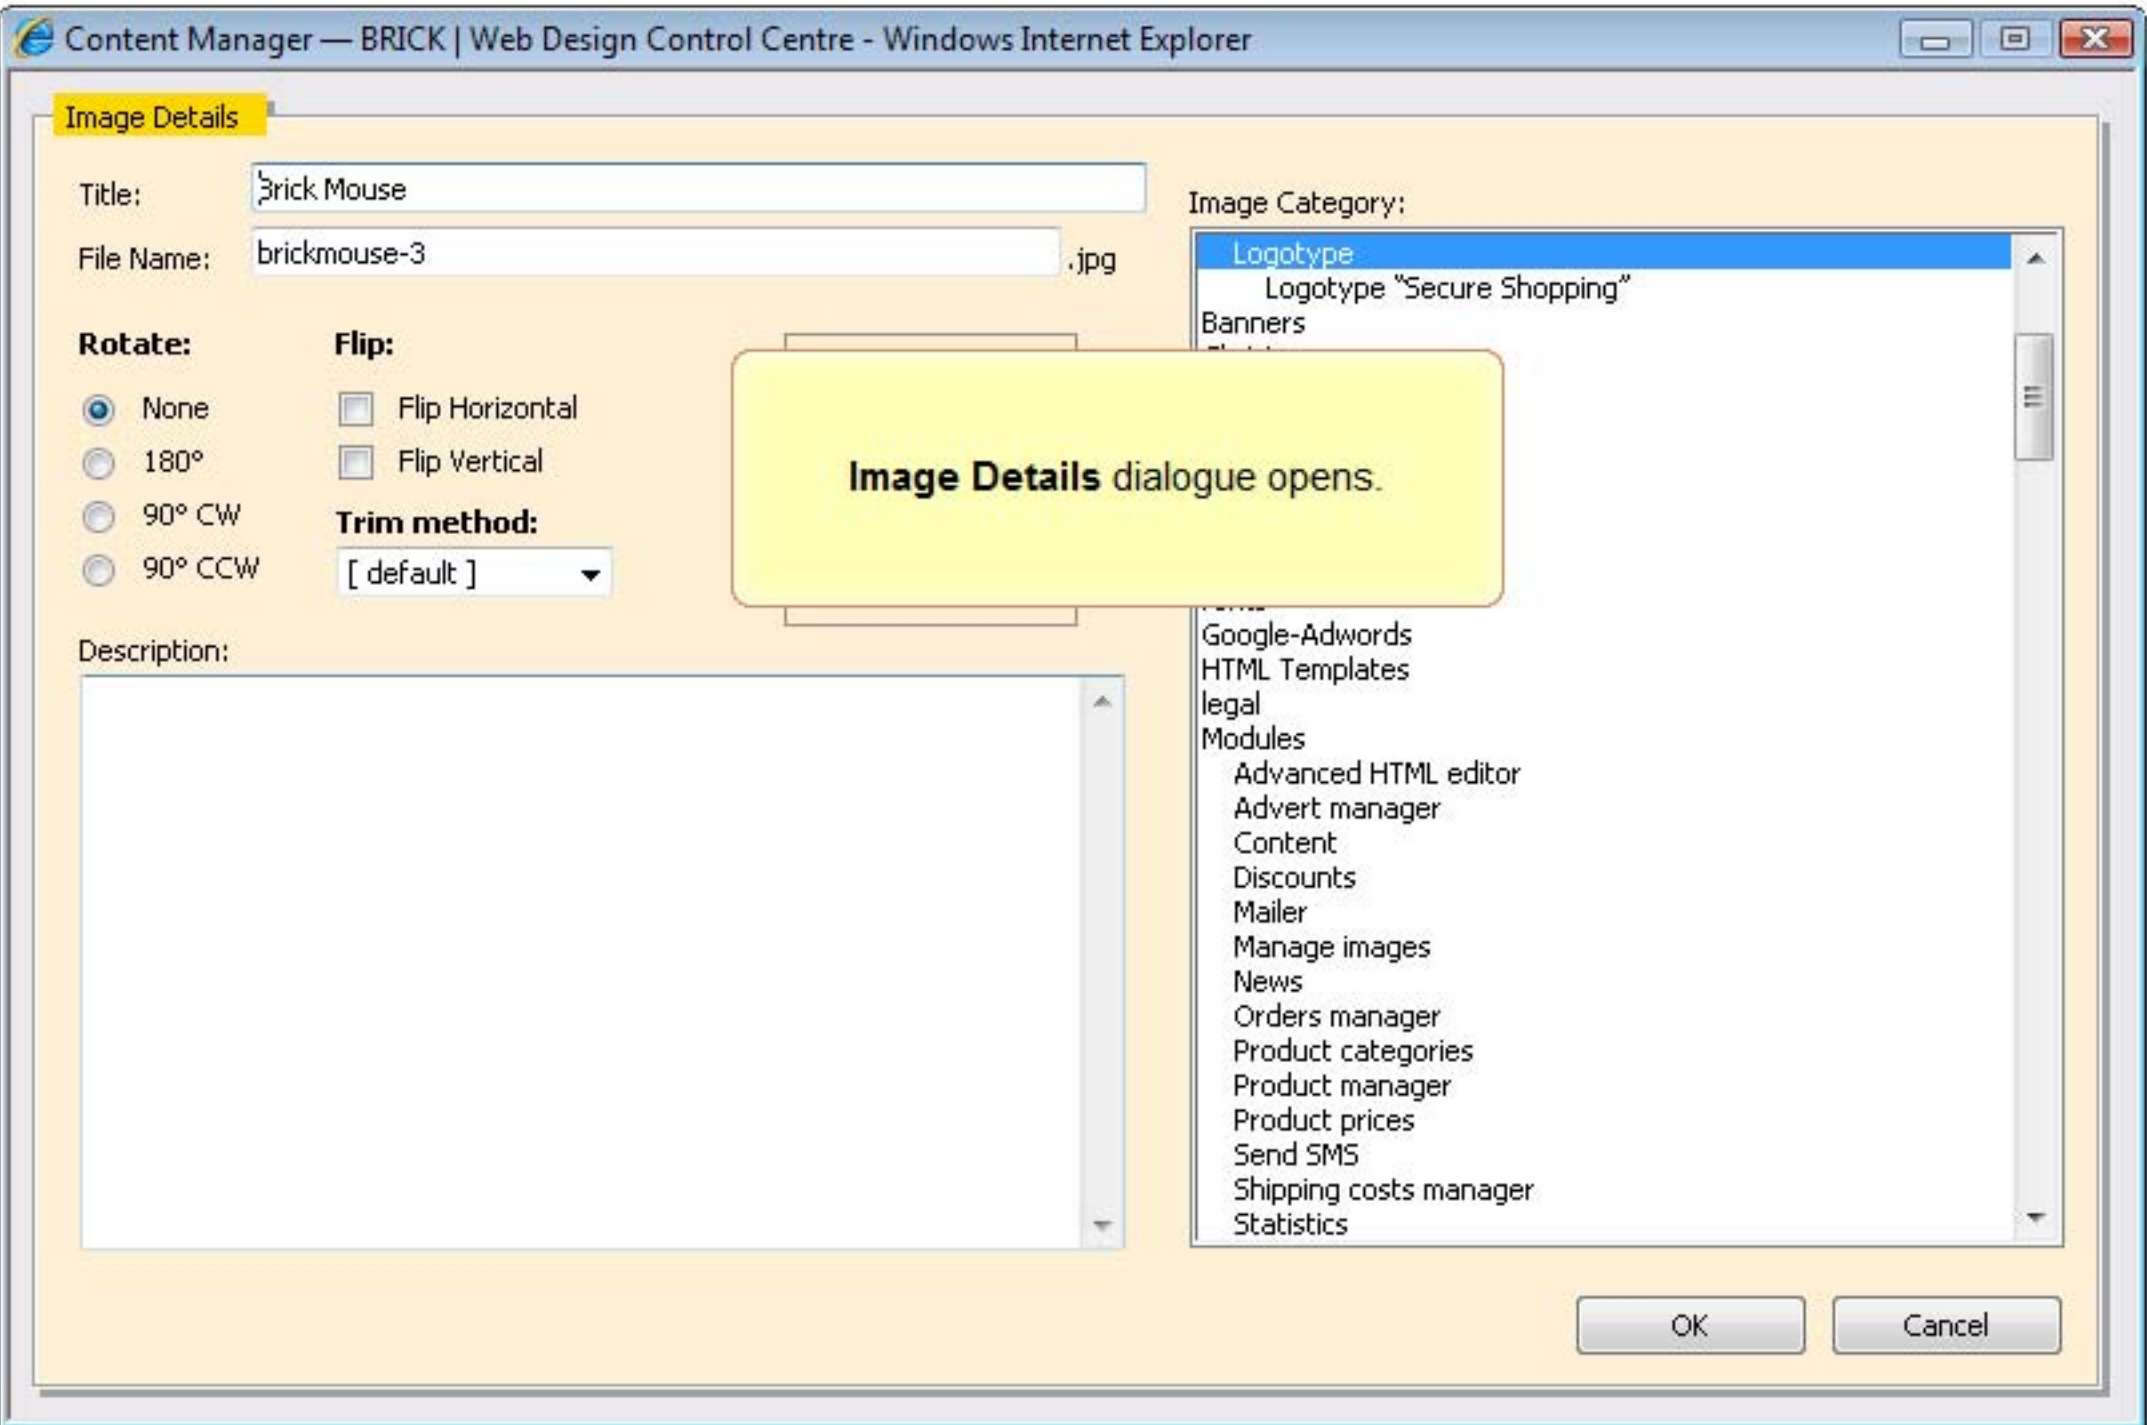 Content Manager — BRICK | Web Design Control Centre - Windows Internet Explorer
Image Details
Title:
Brick Mouse
File Name:
brickmouse-3
.jpg
Rotate:
None
180°
90° CW
90° CCW
Flip:
Flip Horizontal
Flip Vertical
Trim method:
[ default ]
Image Details dialogue opens.
Description:
Image Category:
Logotype
Logotype "Secure Shopping"
Banners
Google-Adwords
HTML Templates
legal
Modules
Advanced HTML editor
Advert manager
Content
Discounts
Mailer
Manage images
News
Orders manager
Product categories
Product manager
Product prices
Send SMS
Shipping costs manager
Statistics
OK
Cancel